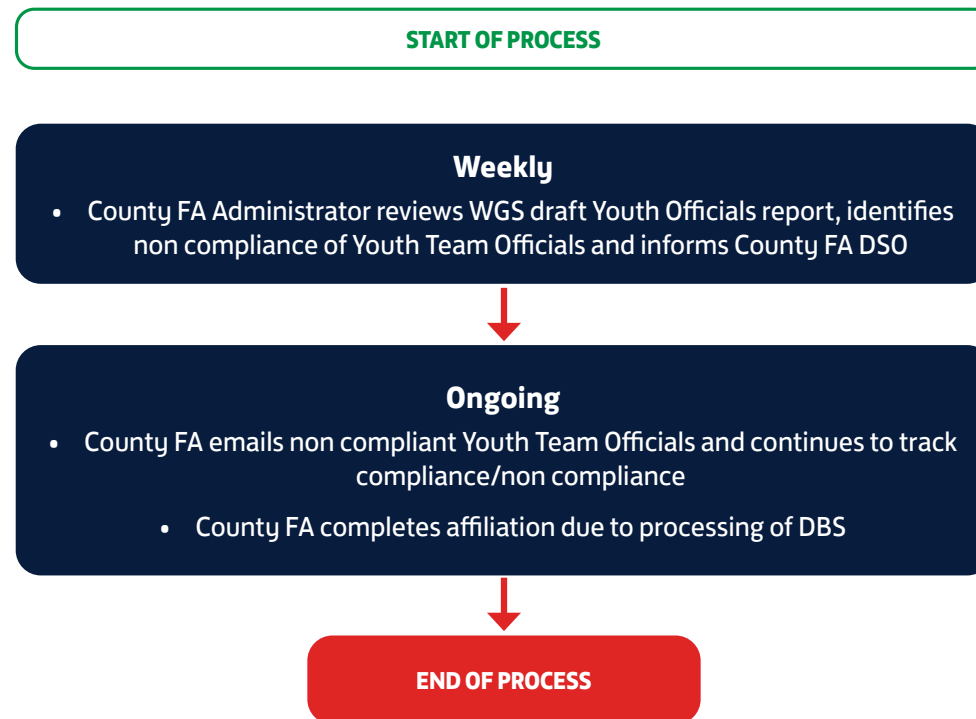 START OF PROCESS
Weekly
• County FA Administrator reviews WGS draft Youth Officials report, identifies
non compliance of Youth Team Officials and informs County FA DSO
Ongoing
• County FA emails non compliant Youth Team Officials and continues to track
compliance/non compliance
• County FA completes affiliation due to processing of DBS
END OF PROCESS